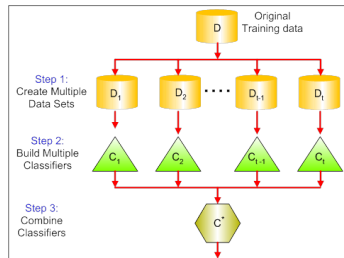 Original
Training data
D
Step 1:
Create Multiple
Data Sets
D1 D2 •••• Dt-1 Dt
Step 2:
Build Multiple
Classifiers
C1 C2 Ct-1 Ct
Step 3:
Combine
Classifiers
C*